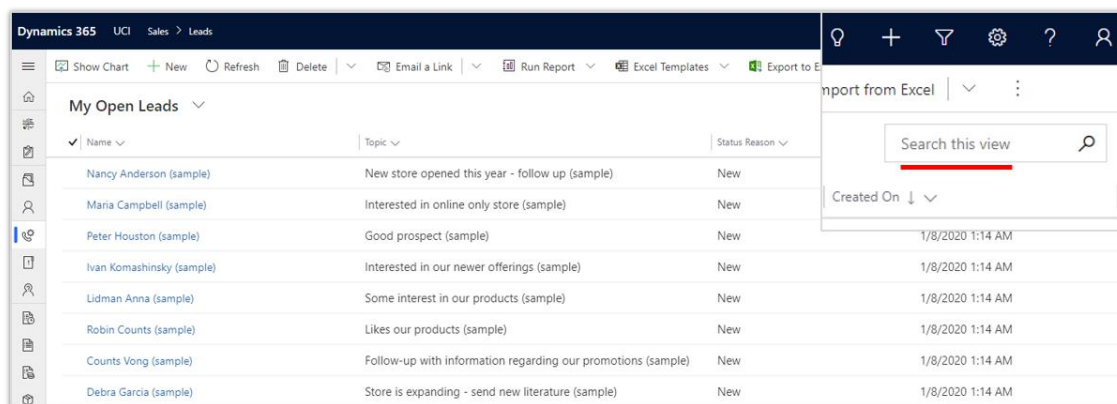 Dynamics 365 UCI Sales > Leads
Show Chart New Refresh Delete Email a Link Run Report Excel Templates Export to E
mport from Excel
My Open Leads
Search this view
Name Topic Status Reason Created On
Nancy Anderson (sample) New store opened this year - follow up (sample) New
Maria Campbell (sample) Interested in online only store (sample) New
Peter Houston (sample) Good prospect (sample) New 1/8/2020 1:14 AM
Ivan Komashinsky (sample) Interested in our newer offerings (sample) New 1/8/2020 1:14 AM
Lidman Anna (sample) Some interest in our products (sample) New 1/8/2020 1:14 AM
Robin Counts (sample) Likes our products (sample) New 1/8/2020 1:14 AM
Counts Vong (sample) Follow-up with information regarding our promotions (sample) New 1/8/2020 1:14 AM
Debra Garcia (sample) Store is expanding - send new literature (sample) New 1/8/2020 1:14 AM